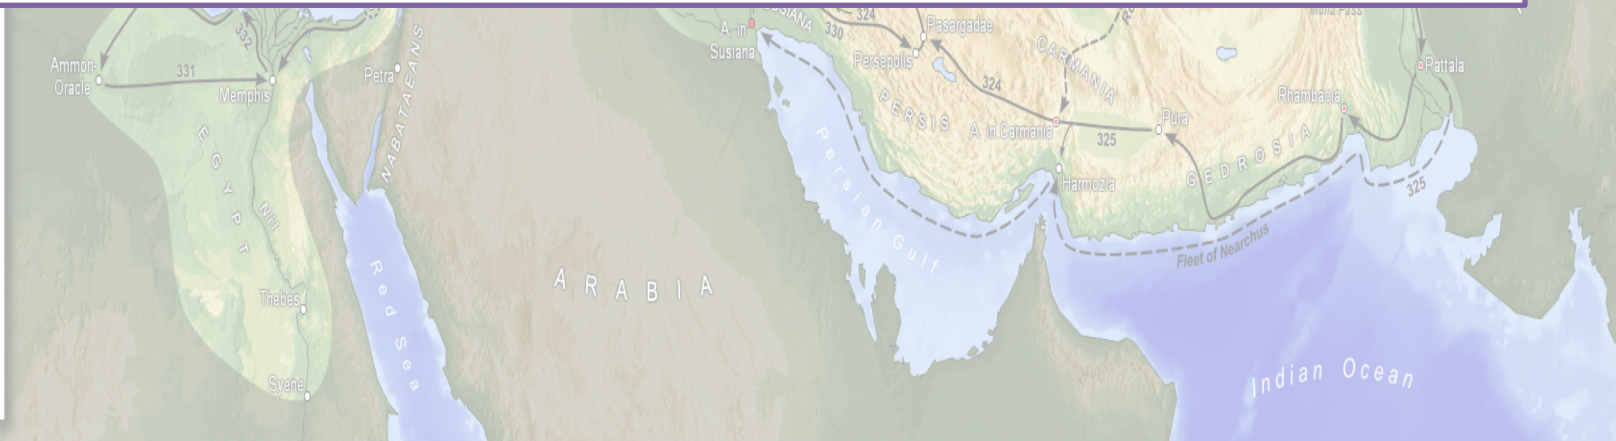 324
SUSIANA
330
Pasargadae
332
A. in
Susiana
Persepolis
CARMANIA
Ammon-
Oracle
331
Memphis
Petra
NABATAEANS
324
Pattala
PERSIS
Rhambacia
A. in Carmania
Pura
325
EGYPT
Persian Gulf
GEDROSIA
Harmozia
325
Nil
Fleet of Nearchus
ARABIA
Thebes
Red Sea
Syene
Indian Ocean